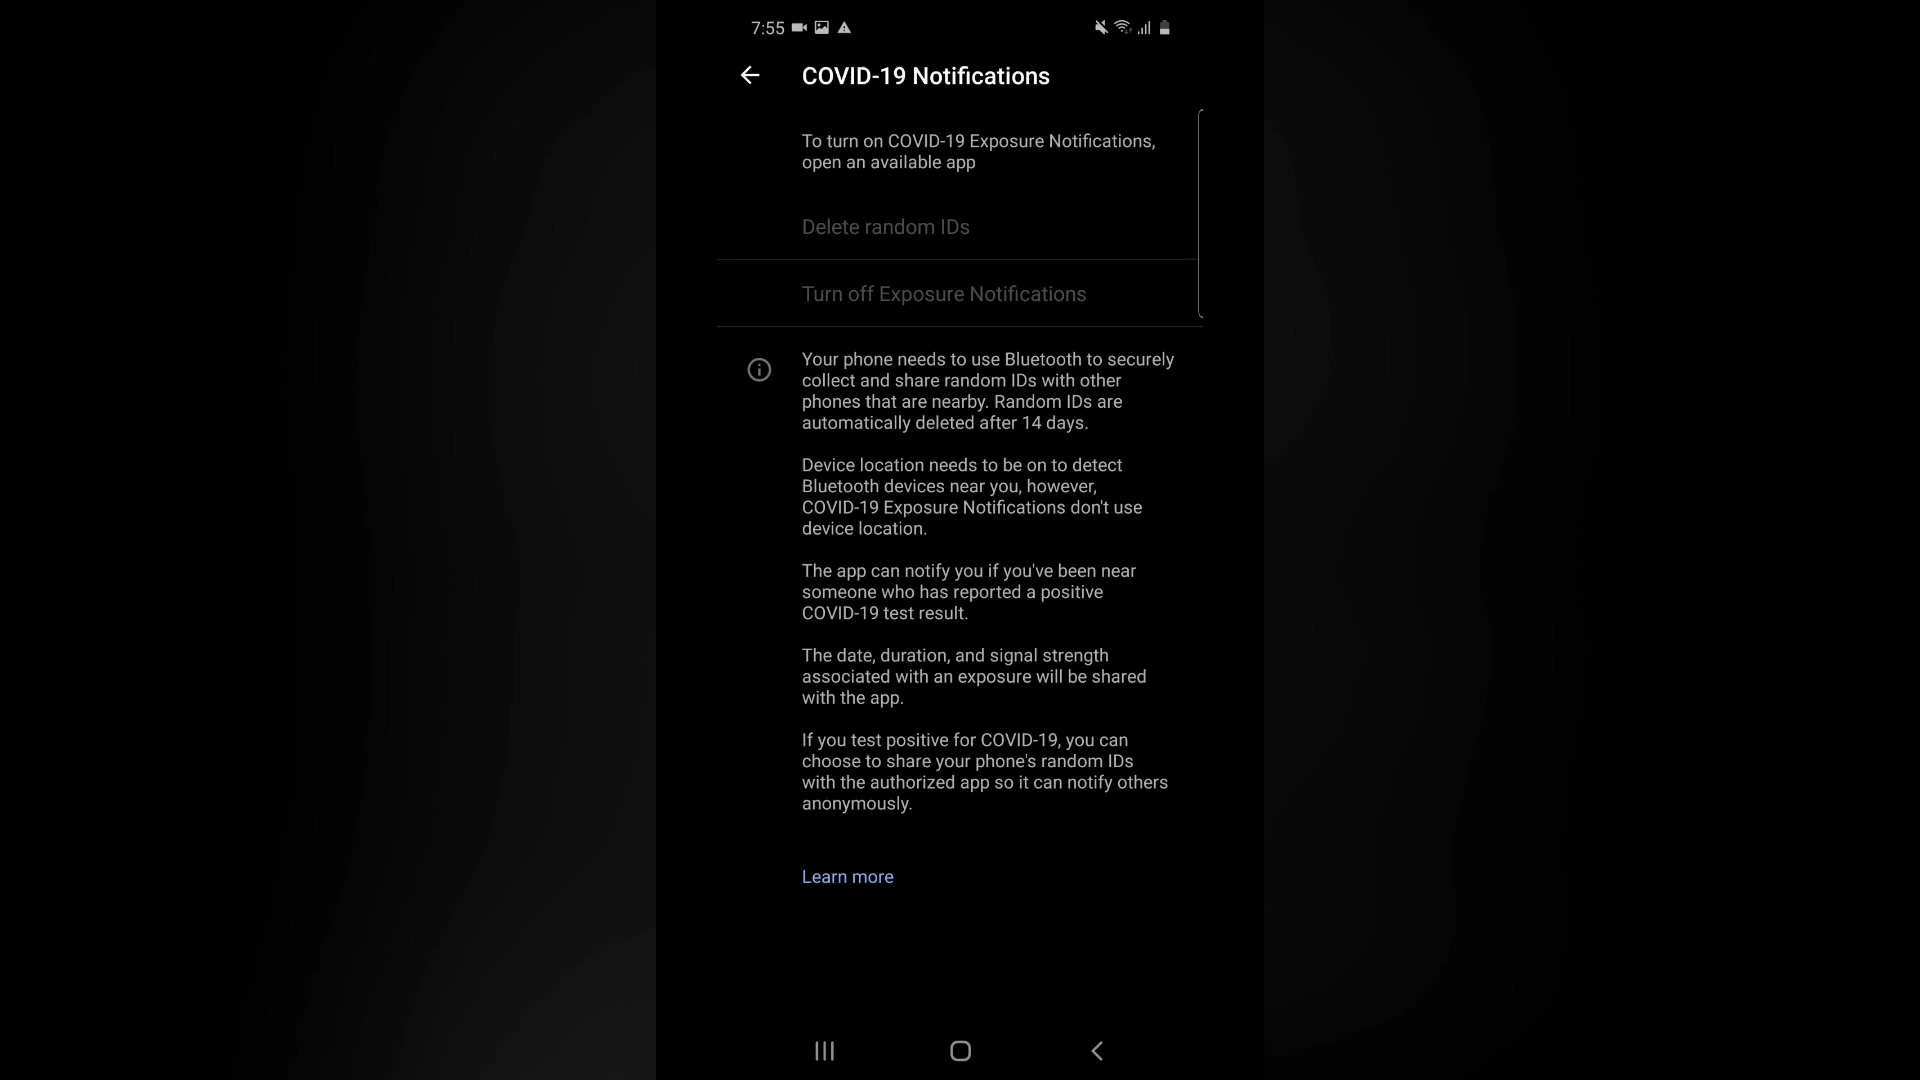 7:55
COVID-19 Notifications
To turn on COVID-19 Exposure Notifications,
open an available app
Delete random IDs
Turn off Exposure Notifications
Your phone needs to use Bluetooth to securely
collect and share random IDs with other
phones that are nearby. Random IDs are
automatically deleted after 14 days.
Device location needs to be on to detect
Bluetooth devices near you, however,
COVID-19 Exposure Notifications don't use
device location.
The app can notify you if you've been near
someone who has reported a positive
COVID-19 test result.
The date, duration, and signal strength
associated with an exposure will be shared
with the app.
If you test positive for COVID-19, you can
choose to share your phone's random IDs
with the authorized app so it can notify others
anonymously.
Learn more